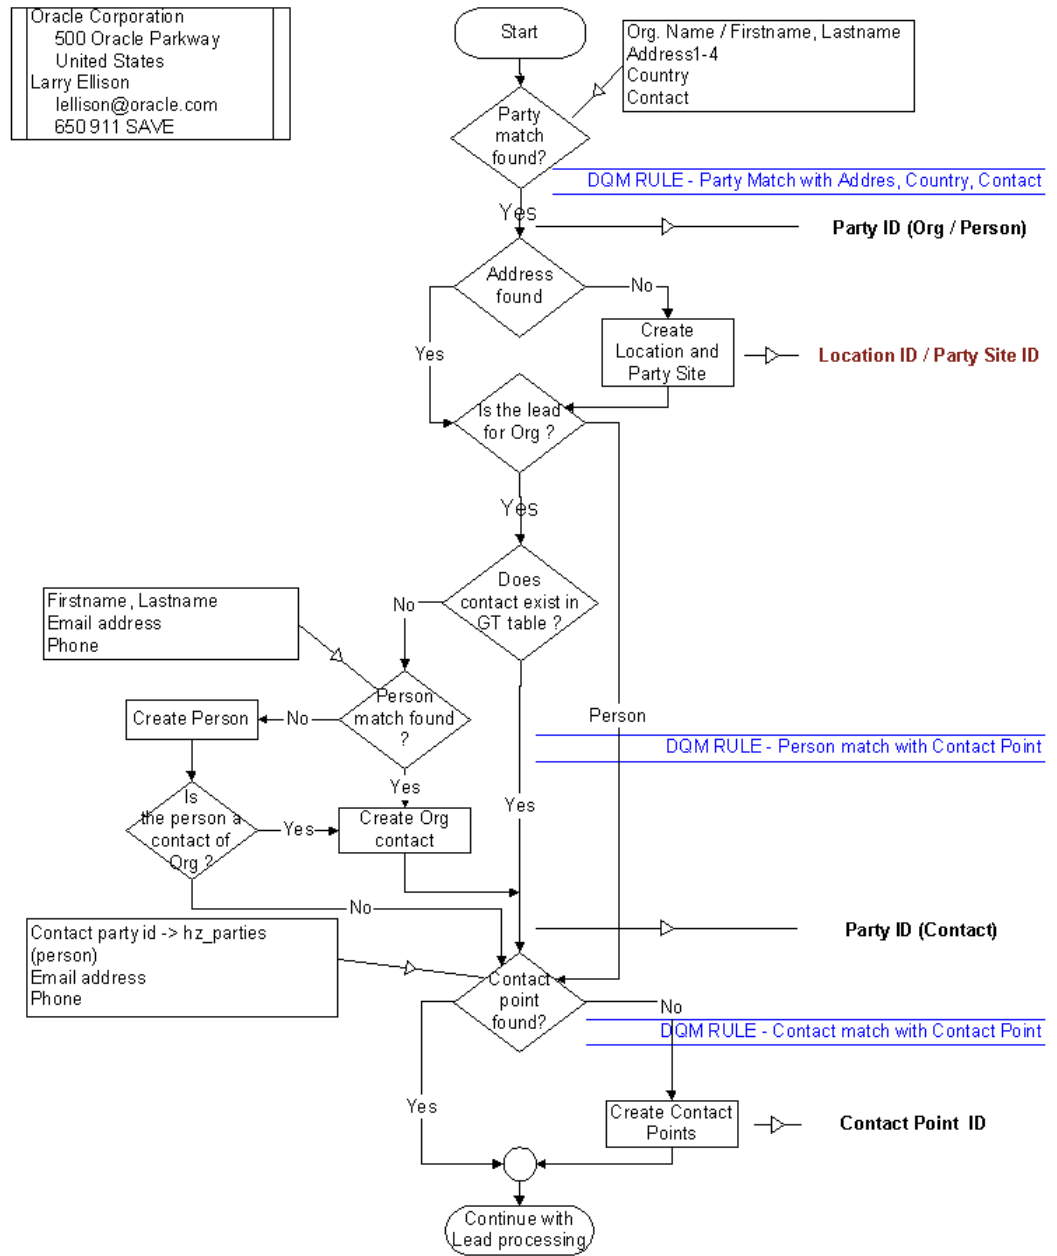 Oracle Corporation
500 Oracle Parkway
United States
Larry Ellison
lellison@oracle.com
650 911 SAVE
Start
Org. Name / Firstname, Lastname
Address1-4
Country
Contact
Party
match
found?
DQM RULE - Party Match with Addres, Country, Contact
Yes
Party ID (Org / Person)
Address
found
No
Create
Location and
Party Site
Location ID / Party Site ID
Yes
Is the lead
for Org ?
Yes
Does
contact exist in
GT table ?
No
Firstname, Lastname
Email address
Phone
Person
match found
?
No
Create Person
Person
DQM RULE - Person match with Contact Point
Yes
Yes
Is
the person a
contact of
Org ?
Yes
Create Org
contact
No
Contact party id -> hz_parties
(person)
Email address
Phone
Party ID (Contact)
Contact
point
found?
No
DQM RULE - Contact match with Contact Point
Yes
Create Contact
Points
Contact Point ID
Continue with
Lead processing